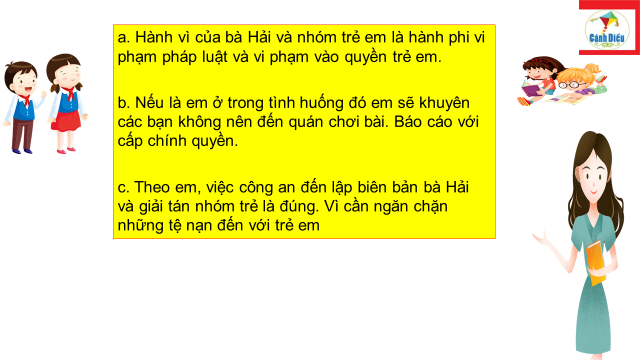 Cánh Diều
a. Hành vì của bà Hải và nhóm trẻ em là hành phi vi
phạm pháp luật và vi phạm vào quyền trẻ em.
b. Nếu là em ở trong tình huống đó em sẽ khuyên
các bạn không nên đến quán chơi bài. Báo cáo với
cấp chính quyền.
c. Theo em, việc công an đến lập biên bản bà Hải
và giải tán nhóm trẻ là đúng. Vì cần ngăn chặn
những tệ nạn đến với trẻ em